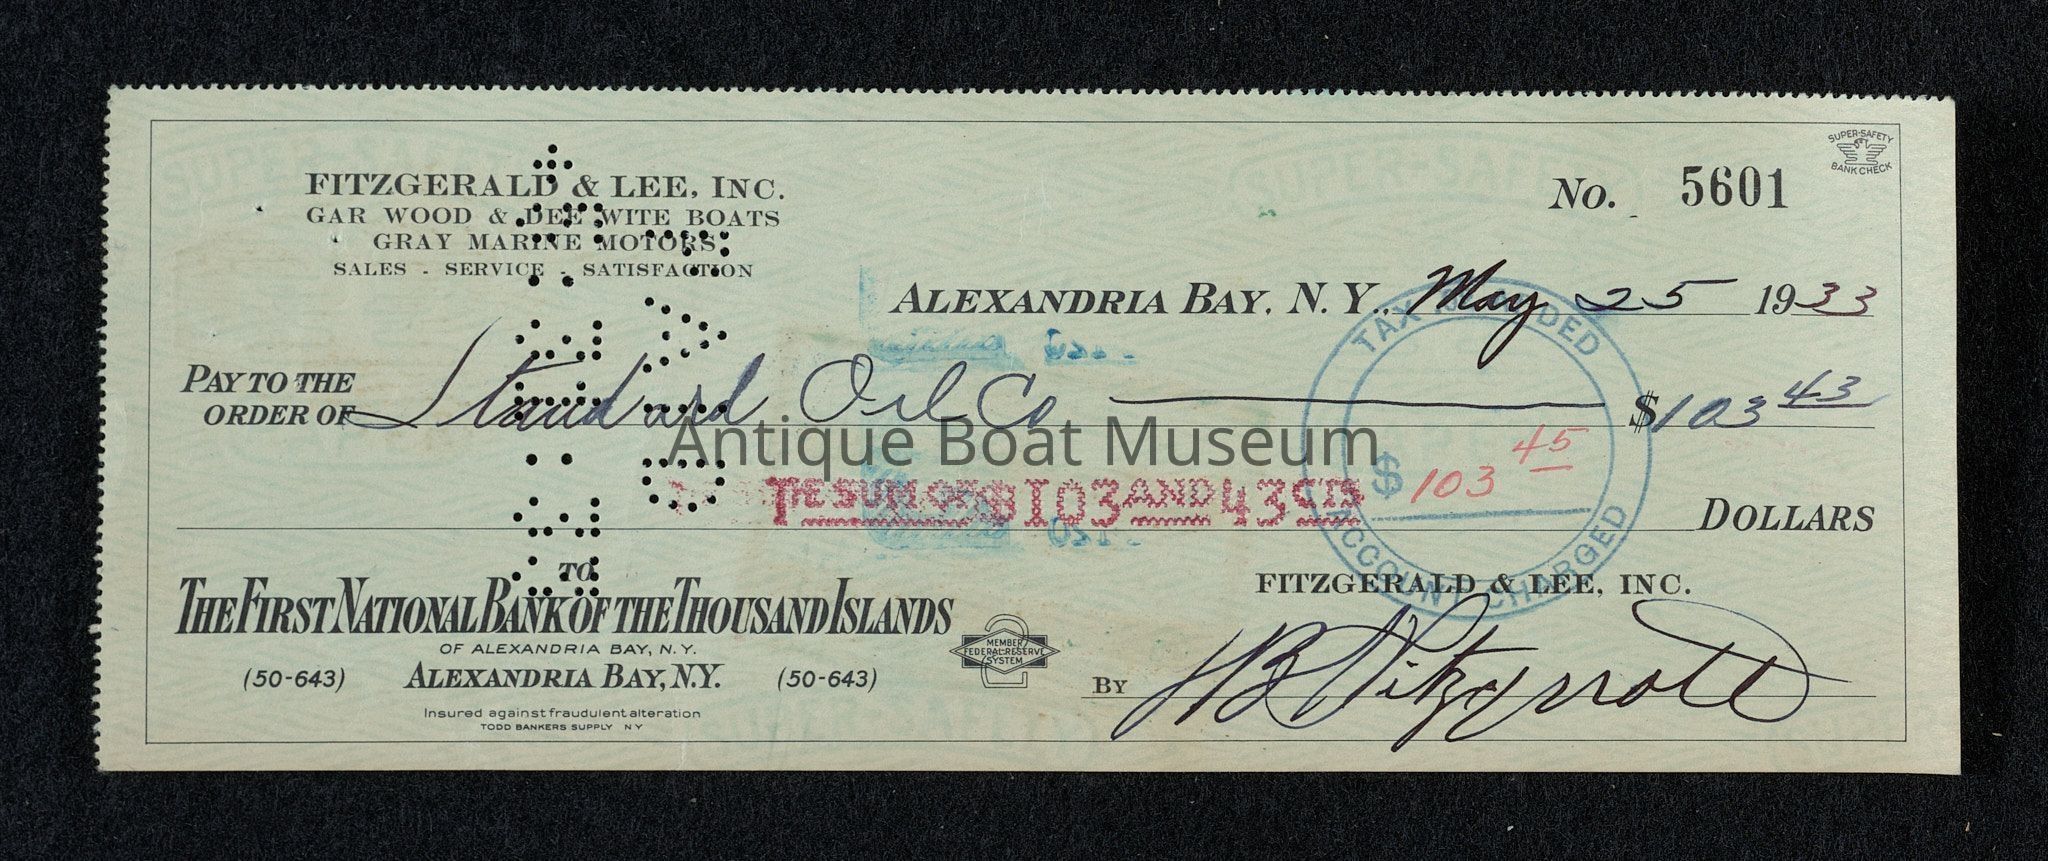 SUPER-SAFETY
BANK CHECK
FITZGERALD & LEE, INC.
GAR WOOD & DEE WITE BOATS
GRAY MARINE MOTORS
SALES - SERVICE - SATISFACTION
No. 5601
ALEXANDRIA BAY, N. Y., May 25 1933
PAY TO THE
ORDER OF Standard Oil Co $103 43
Antique Boat Museum
THE SUM OF $103 AND 43 CTS
DOLLARS
TAX INCLUDED
$ 103 45
ACCOUNT CHARGED
TO
THE FIRST NATIONAL BANK OF THE THOUSAND ISLANDS
OF ALEXANDRIA BAY, N.Y.
(50-643) ALEXANDRIA BAY, N.Y. (50-643)
MEMBER
FEDERAL RESERVE
SYSTEM
2
Insured against fraudulent alteration
TODD BANKERS SUPPLY NY
FITZGERALD & LEE, INC.
BY H B Fitzgerald